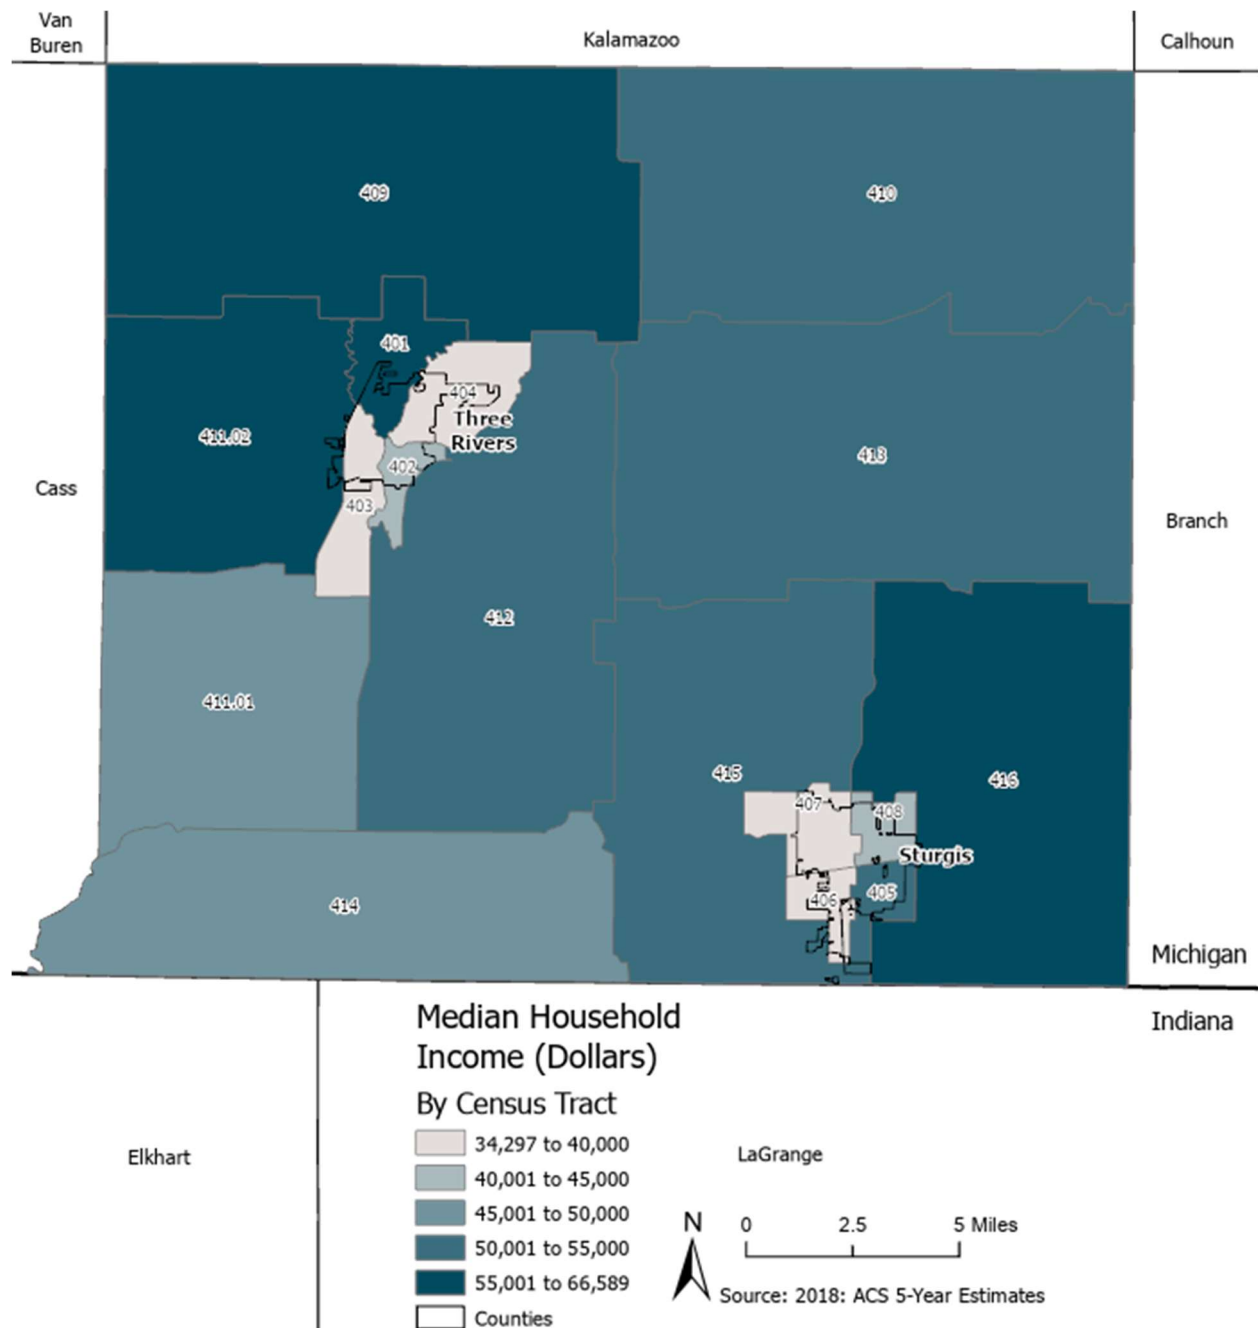 Van
Buren
Kalamazoo
Calhoun
409
410
401
404
Three
Rivers
411.02
402
413
Cass
403
Branch
412
411.01
415
416
407
408
Sturgis
405
406
414
Michigan
Indiana
Median Household
Income (Dollars)
By Census Tract
34,297 to 40,000
40,001 to 45,000
45,001 to 50,000
50,001 to 55,000
55,001 to 66,589
Counties
Elkhart
LaGrange
N
0 2.5 5 Miles
Source: 2018: ACS 5-Year Estimates